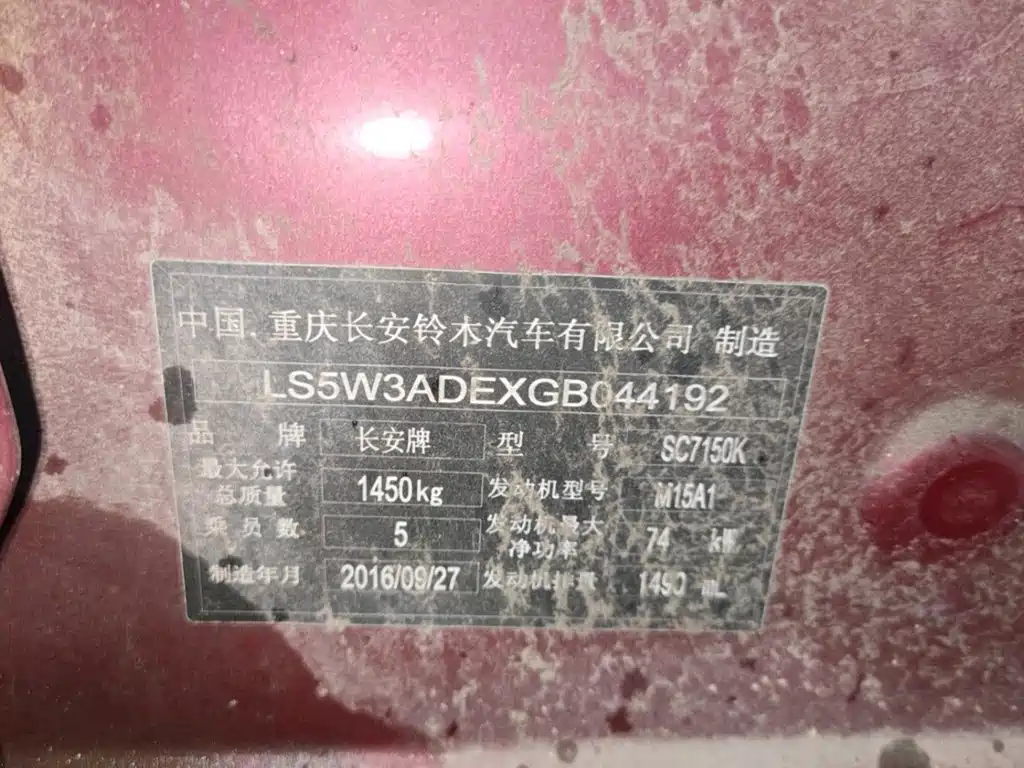 中国.重庆长安铃木汽车有限公司 制造
LS5W3ADEXGB044192
品牌 长安牌 型号 SC7150K
最大允许总质量 1450kg 发动机型号 M15A1
乘员数 5 发动机最大净功率 74 kW
制造年月 2016/09/27 发动机排量 1490 mL